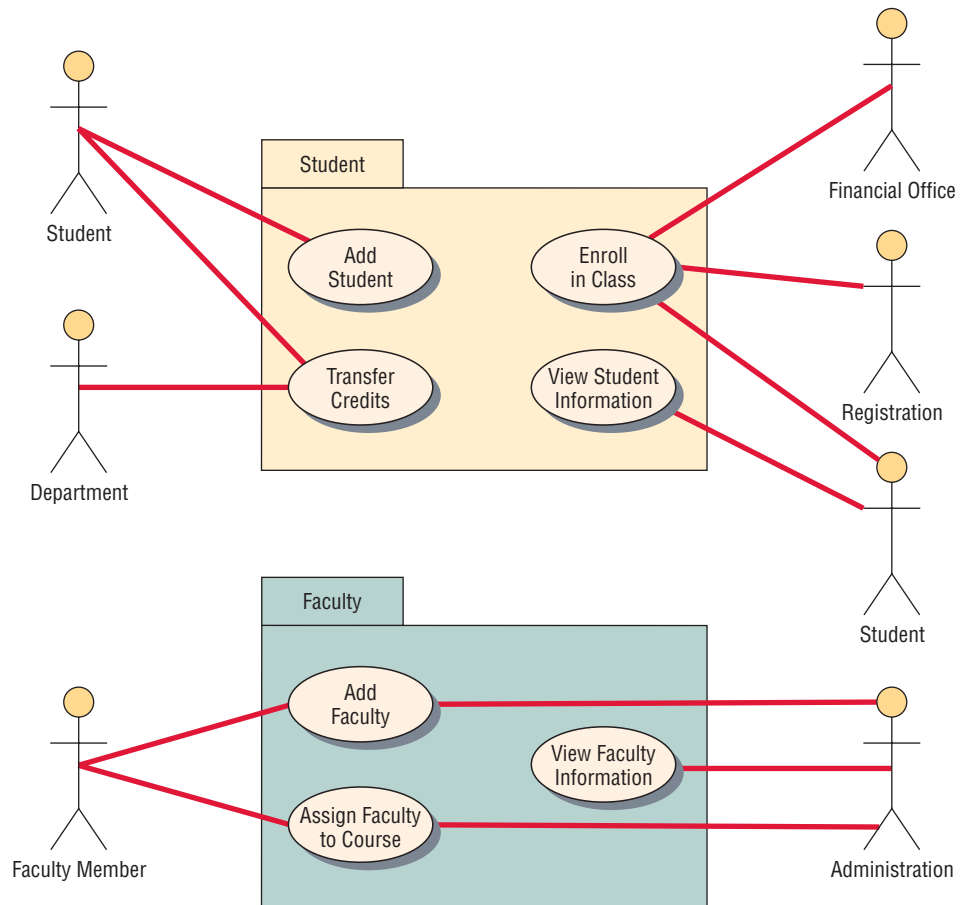 Student
Financial Office
Student
Add
Student
Enroll
in Class
Transfer
Credits
View Student
Information
Registration
Department
Student
Faculty
Add
Faculty
View Faculty
Information
Assign Faculty
to Course
Faculty Member
Administration